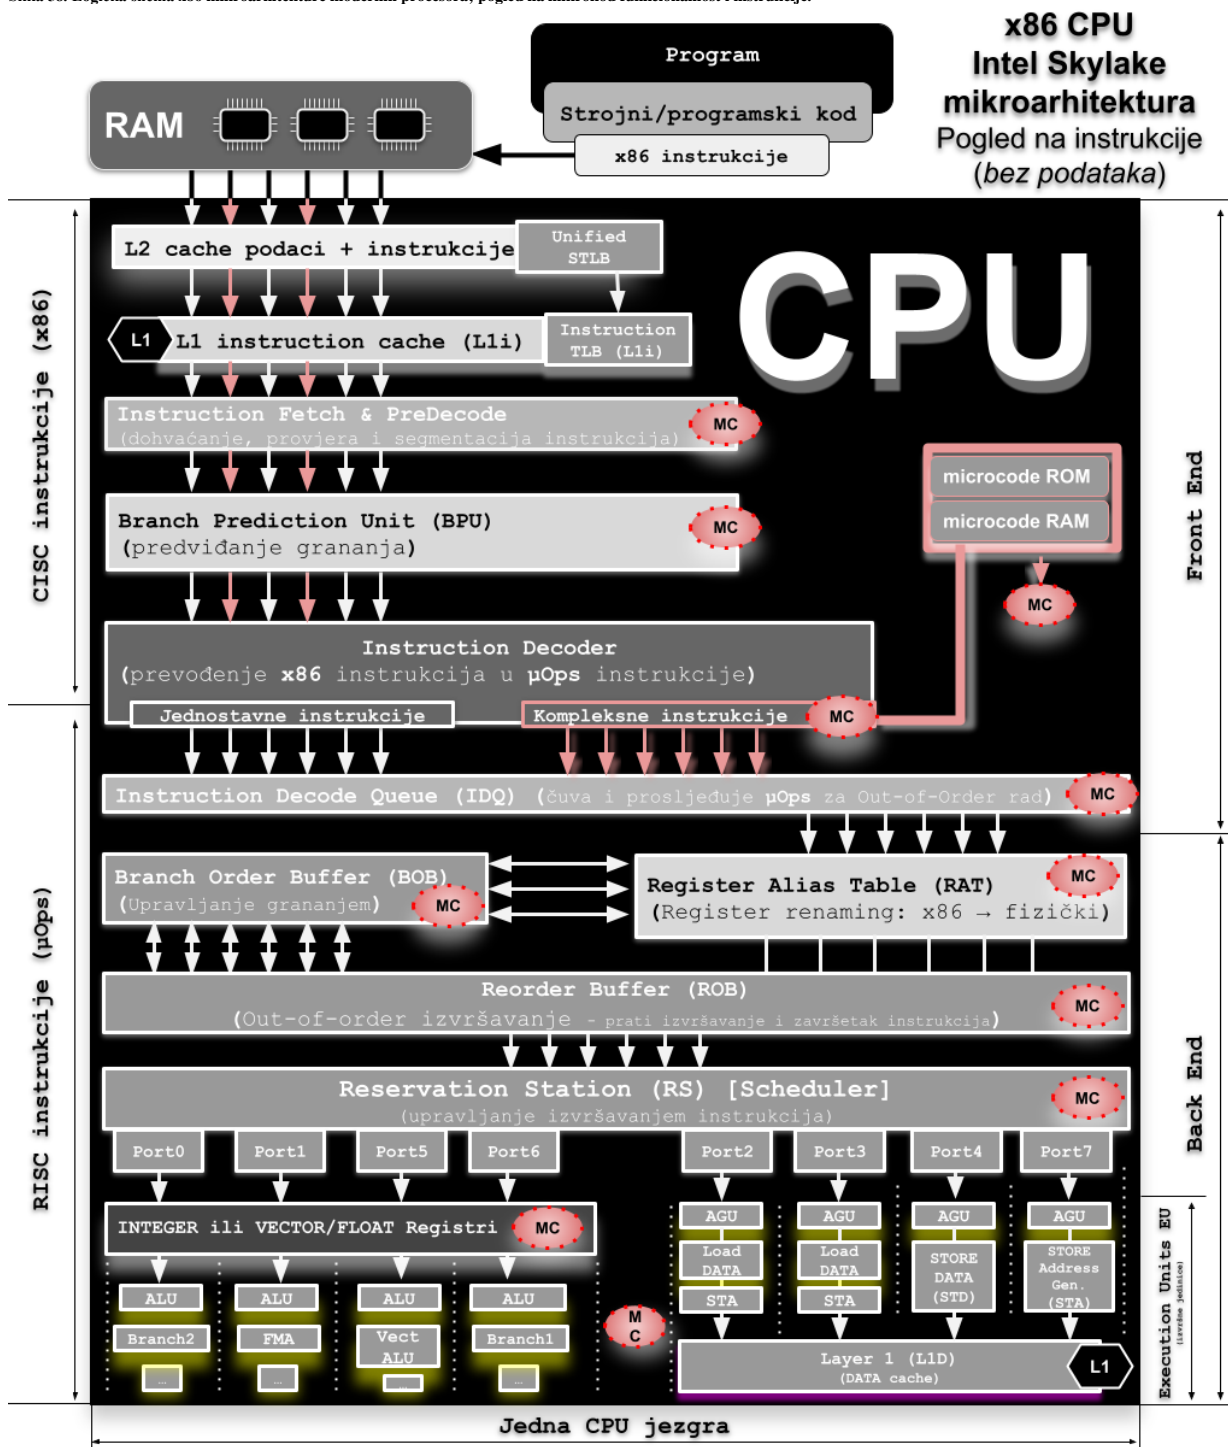 x86 CPU
Intel Skylake
mikroarhitektura
Pogled na instrukcije
(bez podataka)
Program
Strojni/programski kod
x86 instrukcije
RAM
CPU
L2 cache podaci + instrukcije
Unified
STLB
L1
L1 instruction cache (L1i)
Instruction
TLB (L1i)
Instruction Fetch & PreDecode
(dohvaćanje, provjera i segmentacija instrukcija)
MC
Branch Prediction Unit (BPU)
(predviđanje grananja)
MC
microcode ROM
microcode RAM
MC
Instruction Decoder
(prevođenje x86 instrukcija u µOps instrukcije)
Jednostavne instrukcije
Kompleksne instrukcije
MC
Instruction Decode Queue (IDQ) (čuva i prosljeđuje µOps za Out-of-Order rad)
MC
Branch Order Buffer (BOB)
(Upravljanje grananjem)
MC
Register Alias Table (RAT)
(Register renaming: x86 → fizički)
MC
Reorder Buffer (ROB)
(Out-of-order izvršavanje - prati izvršavanje i završetak instrukcija)
MC
Reservation Station (RS) [Scheduler]
(upravljanje izvršavanjem instrukcija)
MC
Port0
Port1
Port5
Port6
Port2
Port3
Port4
Port7
INTEGER ili VECTOR/FLOAT Registri
MC
ALU
Branch2
...
ALU
FMA
...
ALU
Vect
ALU
...
ALU
Branch1
...
M
C
AGU
Load
DATA
STA
AGU
Load
DATA
STA
AGU
STORE
DATA
(STD)
AGU
STORE
Address
Gen.
(STA)
Layer 1 (L1D)
(DATA cache)
L1
CISC instrukcije (x86)
RISC instrukcije (µOps)
Front End
Back End
Execution Units EU
(izvršne jedinice)
Jedna CPU jezgra